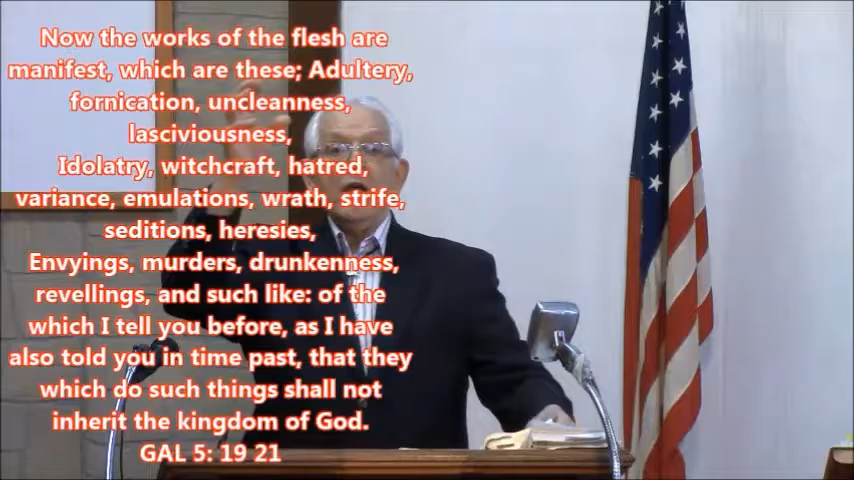 Now the works of the flesh are
manifest, which are these; Adultery,
fornication, uncleanness,
lasciviousness,
Idolatry, witchcraft, hatred,
variance, emulations, wrath, strife,
seditions, heresies,
Envyings, murders, drunkenness,
revellings, and such like: of the
which I tell you before, as I have
also told you in time past, that they
which do such things shall not
inherit the kingdom of God.
GAL 5: 19 21